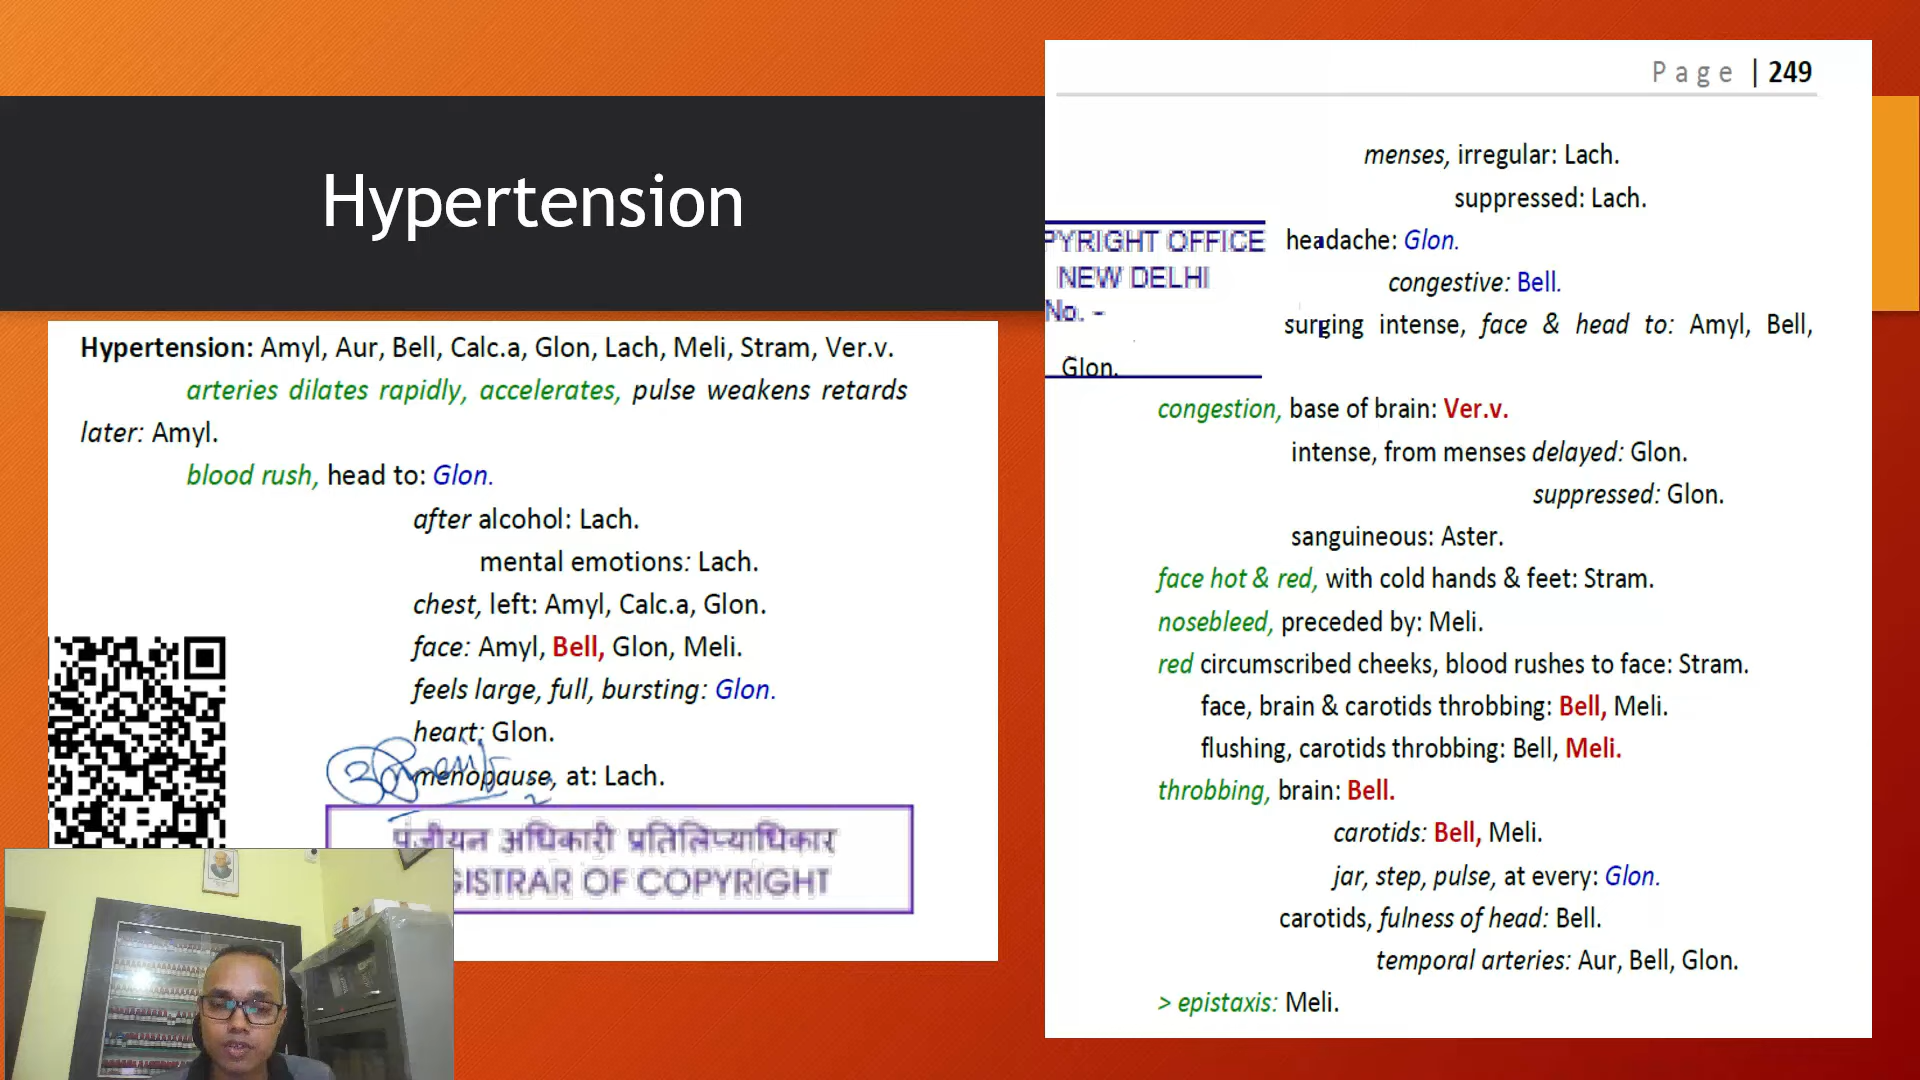 Hypertension
Hypertension: Amyl, Aur, Bell, Calc.a, Glon, Lach, Meli, Stram, Ver.v.
arteries dilates rapidly, accelerates, pulse weakens retards
later: Amyl.
blood rush, head to: Glon.
after alcohol: Lach.
mental emotions: Lach.
chest, left: Amyl, Calc.a, Glon.
face: Amyl, Bell, Glon, Meli.
feels large, full, bursting: Glon.
heart: Glon.
menopause, at: Lach.
पंजीयन अधिकारी प्रतिलिप्याधिकार
GISTRAR OF COPYRIGHT
Page | 249
menses, irregular: Lach.
suppressed: Lach.
PYRIGHT OFFICE
NEW DELHI
No. -
headache: Glon.
congestive: Bell.
surging intense, face & head to: Amyl, Bell,
Glon.
congestion, base of brain: Ver.v.
intense, from menses delayed: Glon.
suppressed: Glon.
sanguineous: Aster.
face hot & red, with cold hands & feet: Stram.
nosebleed, preceded by: Meli.
red circumscribed cheeks, blood rushes to face: Stram.
face, brain & carotids throbbing: Bell, Meli.
flushing, carotids throbbing: Bell, Meli.
throbbing, brain: Bell.
carotids: Bell, Meli.
jar, step, pulse, at every: Glon.
carotids, fulness of head: Bell.
temporal arteries: Aur, Bell, Glon.
> epistaxis: Meli.